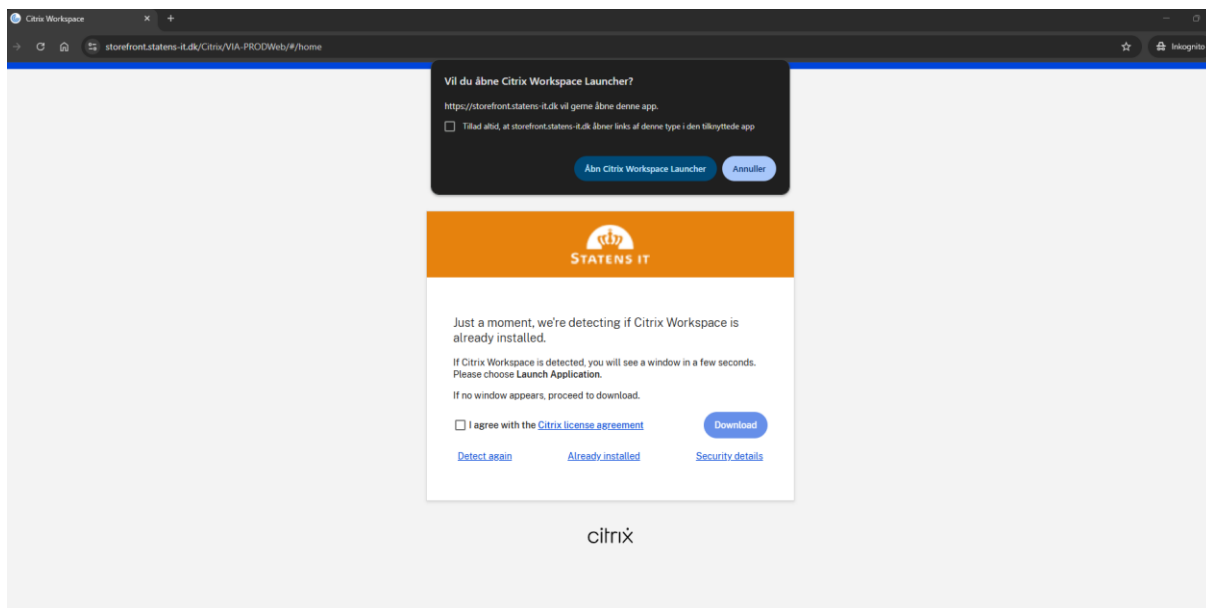 Citrix Workspace
storefront.statens-it.dk/Citrix/VIA-PRODWeb/#/home
Inkognito
Vil du åbne Citrix Workspace Launcher?
https://storefront.statens-it.dk vil gerne åbne denne app.
Tillad altid, at storefront.statens-it.dk åbner links af denne type i den tilknyttede app
Åbn Citrix Workspace Launcher Annuller
STATENS IT
Just a moment, we're detecting if Citrix Workspace is
already installed.
If Citrix Workspace is detected, you will see a window in a few seconds.
Please choose Launch Application.
If no window appears, proceed to download.
I agree with the Citrix license agreement Download
Detect again Already installed Security details
citrix